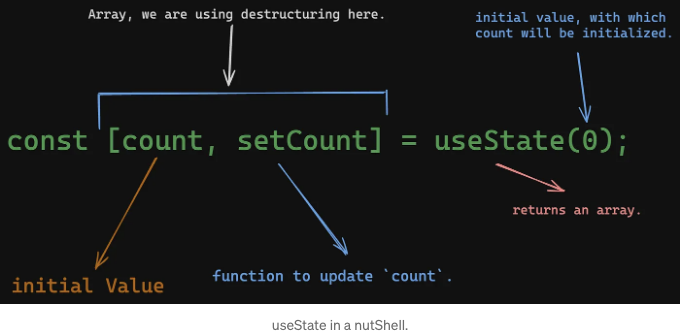 Array, we are using destructuring here.
initial value, with which
count will be initialized.
const [count, setCount] = useState(0);
returns an array.
initial Value
function to update `count`.
useState in a nutShell.